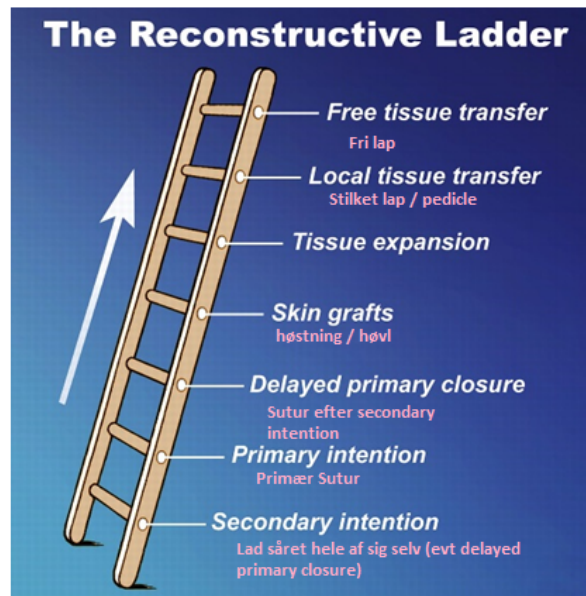 The Reconstructive Ladder
Free tissue transfer
Fri lap
Local tissue transfer
Stilket lap / pedicle
Tissue expansion
Skin grafts
høstning / høvl
Delayed primary closure
Sutur efter secondary
intention
Primary intention
Primær Sutur
Secondary intention
Lad såret hele af sig selv (evt delayed
primary closure)